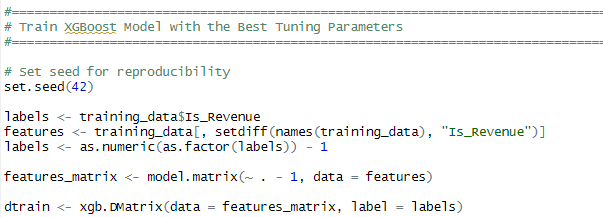 #==========================================================================
# Train XGBoost Model with the Best Tuning Parameters
#==========================================================================
# Set seed for reproducibility
set.seed(42)
labels <- training_data$Is_Revenue
features <- training_data[, setdiff(names(training_data), "Is_Revenue")]
labels <- as.numeric(as.factor(labels)) - 1
features_matrix <- model.matrix(~ . - 1, data = features)
dtrain <- xgb.DMatrix(data = features_matrix, label = labels)